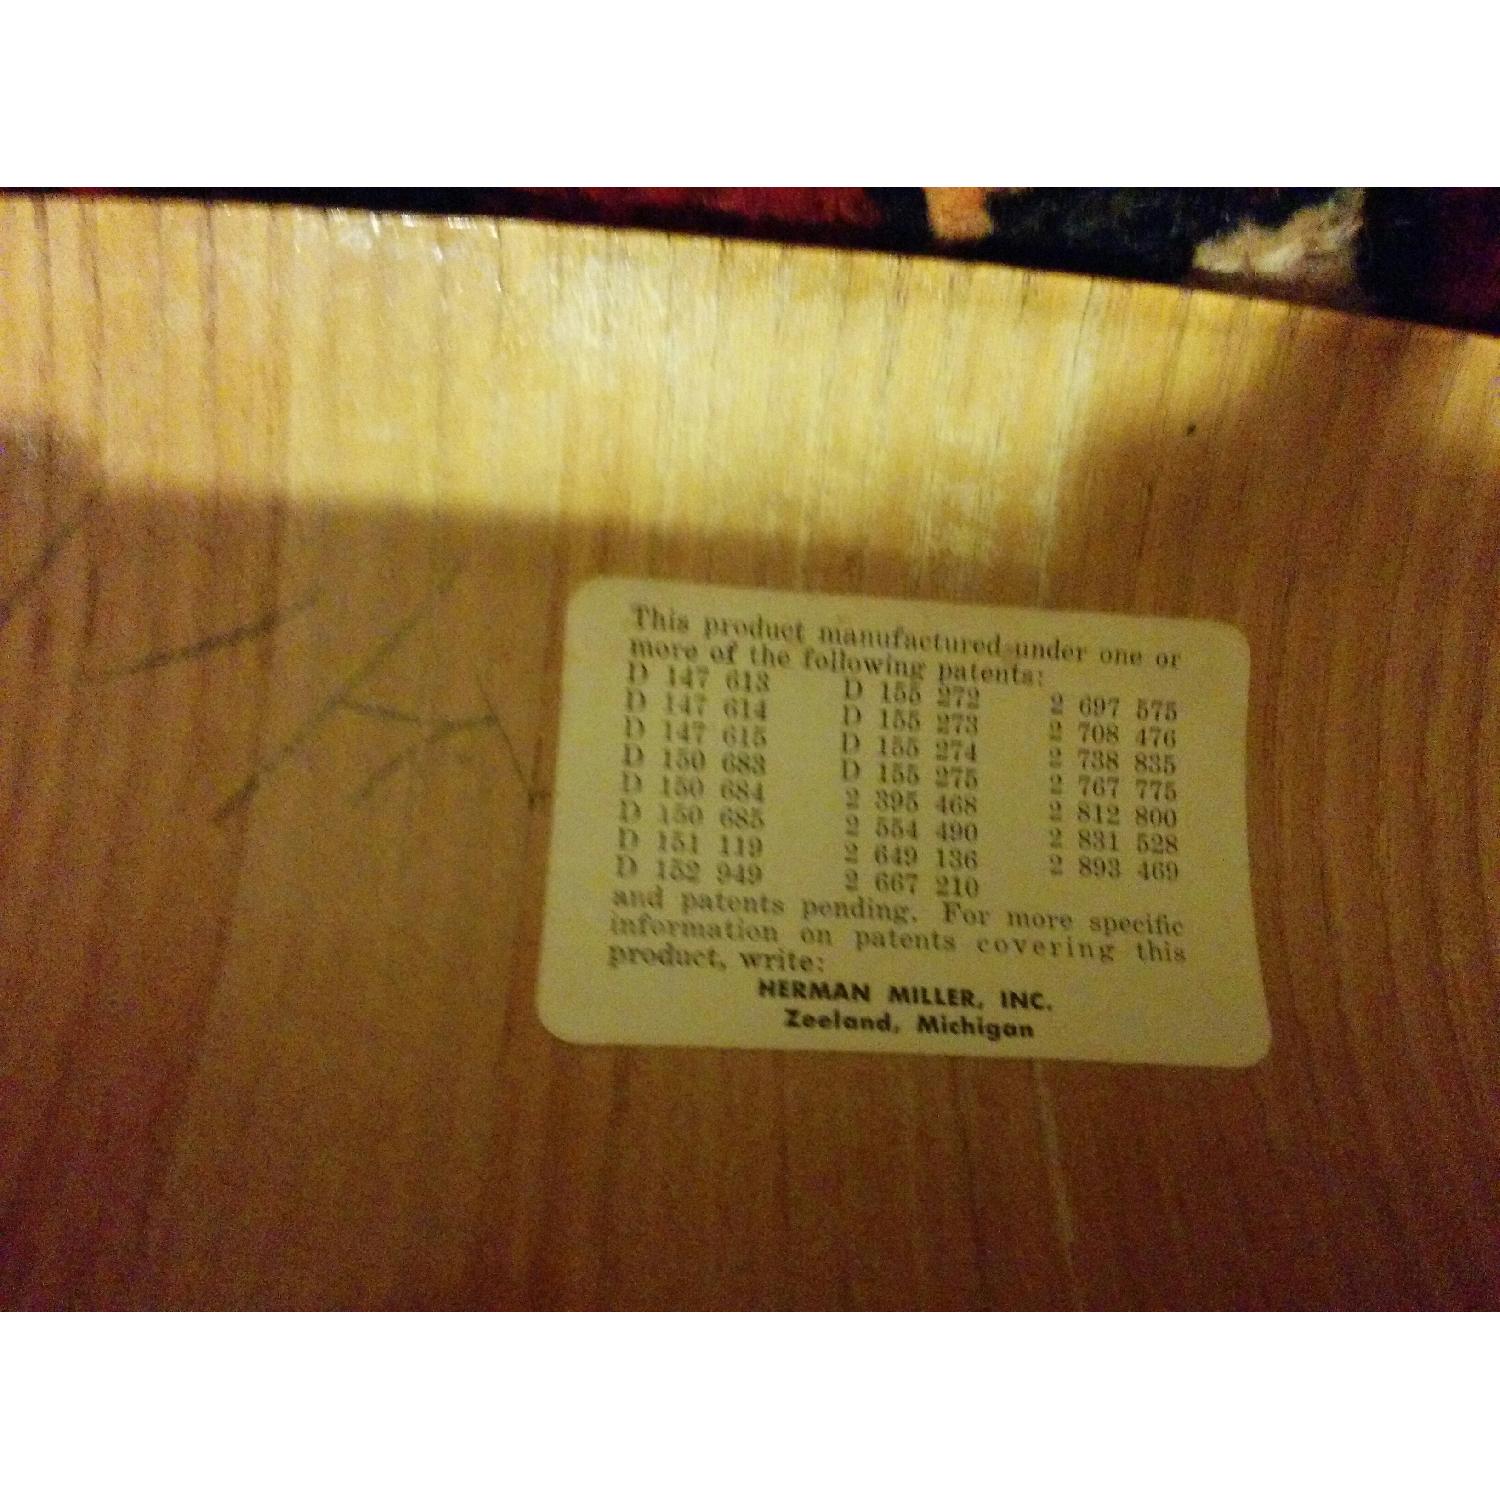 This product manufactured under one or
more of the following patents:
D 147 613 D 155 272 2 697 575
D 147 614 D 155 273 2 708 476
D 147 615 D 155 274 2 738 835
D 150 683 D 155 275 2 767 775
D 150 684 2 395 468 2 812 800
D 150 685 2 554 490 2 831 528
D 151 119 2 649 136 2 893 469
D 152 949 2 667 210
and patents pending. For more specific
information on patents covering this
product, write:
HERMAN MILLER, INC.
Zeeland, Michigan